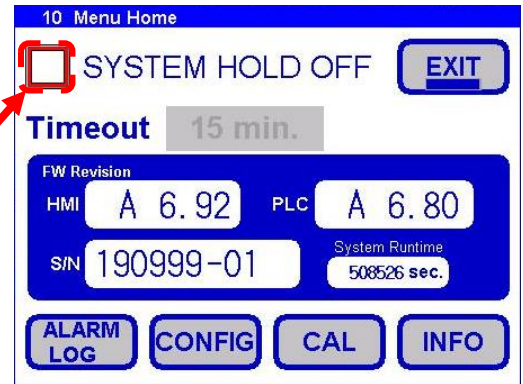 10 Menu Home
SYSTEM HOLD OFF EXIT
Timeout 15 min.
FW Revision
HMI A 6.92 PLC A 6.80
System Runtime
S/N 190999-01 508526 sec.
ALARM LOG CONFIG CAL INFO